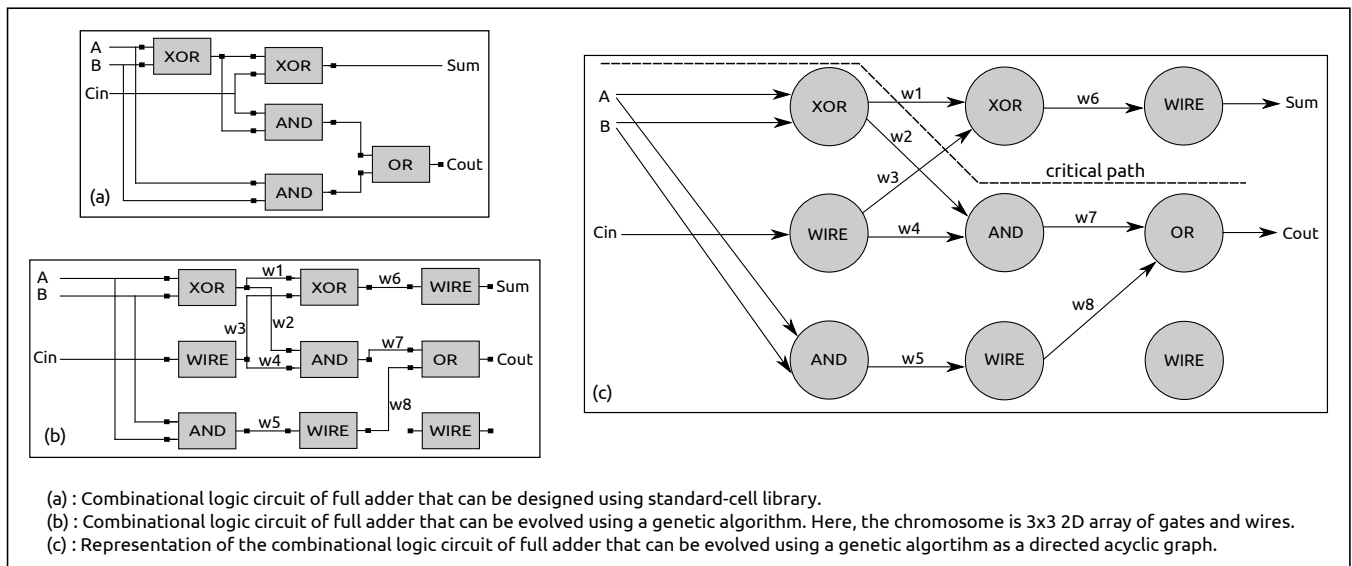 A
B
Cin
XOR
XOR
Sum
AND
AND
OR
Cout
(a)
A
B
Cin
XOR
w1
XOR
w6
WIRE
Sum
w3
w2
WIRE
w4
AND
w7
OR
Cout
AND
w5
WIRE
w8
WIRE
(b)
A
B
Cin
XOR
w1
XOR
w6
WIRE
Sum
w2
w3
critical path
WIRE
w4
AND
w7
OR
Cout
w8
AND
w5
WIRE
WIRE
(c)
(a) : Combinational logic circuit of full adder that can be designed using standard-cell library.
(b) : Combinational logic circuit of full adder that can be evolved using a genetic algorithm. Here, the chromosome is 3x3 2D array of gates and wires.
(c) : Representation of the combinational logic circuit of full adder that can be evolved using a genetic algortihm as a directed acyclic graph.